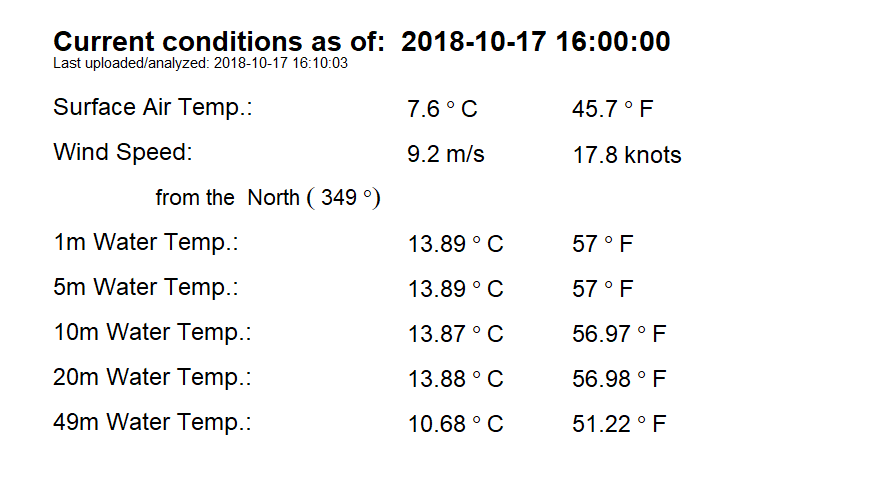 Current conditions as of: 2018-10-17 16:00:00
Last uploaded/analyzed: 2018-10-17 16:10:03
Surface Air Temp.: 7.6 ° C 45.7 ° F
Wind Speed: 9.2 m/s 17.8 knots
from the North ( 349 °)
1m Water Temp.: 13.89 ° C 57 ° F
5m Water Temp.: 13.89 ° C 57 ° F
10m Water Temp.: 13.87 ° C 56.97 ° F
20m Water Temp.: 13.88 ° C 56.98 ° F
49m Water Temp.: 10.68 ° C 51.22 ° F